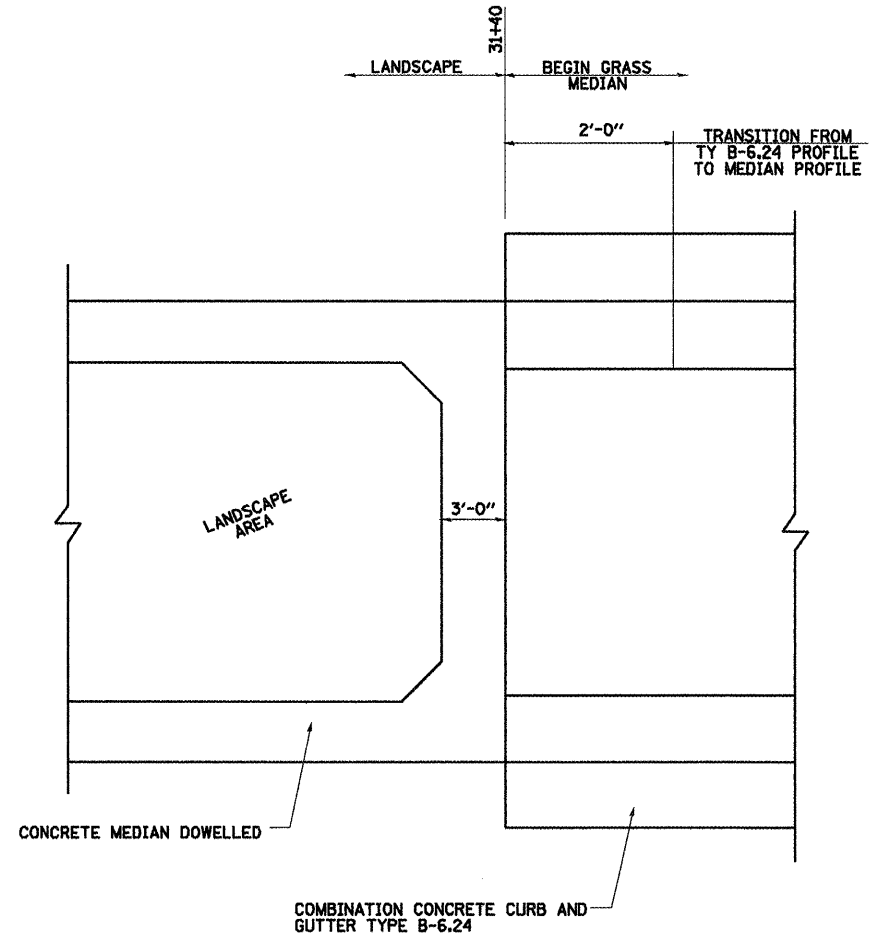 31+40
LANDSCAPE
BEGIN GRASS
MEDIAN
2'-0"
TRANSITION FROM
TY B-6.24 PROFILE
TO MEDIAN PROFILE
LANDSCAPE
AREA
3'-0"
CONCRETE MEDIAN DOWELLED
COMBINATION CONCRETE CURB AND
GUTTER TYPE B-6.24